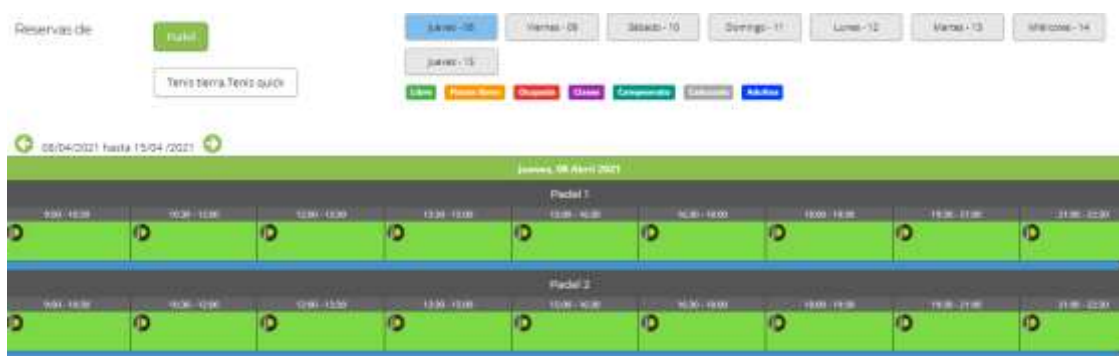 Reservas de
Padel
Jueves - 08 Viernes - 09 Sábado - 10 Domingo - 11 Lunes - 12 Martes - 13 Miércoles - 14
Jueves - 15
Tenis tierra,Tenis quick
Libre Ocupado Clases Campeonato Adultos
08/04/2021 hasta 15/04 /2021
Jueves, 08 Abril 2021
Padel 1
9:00 - 10:30 10:30 - 12:00 12:00 - 13:30 13:30 - 15:00 15:00 - 16:30 16:30 - 18:00 18:00 - 19:30 19:30 - 21:00 21:00 - 22:30
Padel 2
9:00 - 10:30 10:30 - 12:00 12:00 - 13:30 13:30 - 15:00 15:00 - 16:30 16:30 - 18:00 18:00 - 19:30 19:30 - 21:00 21:00 - 22:30